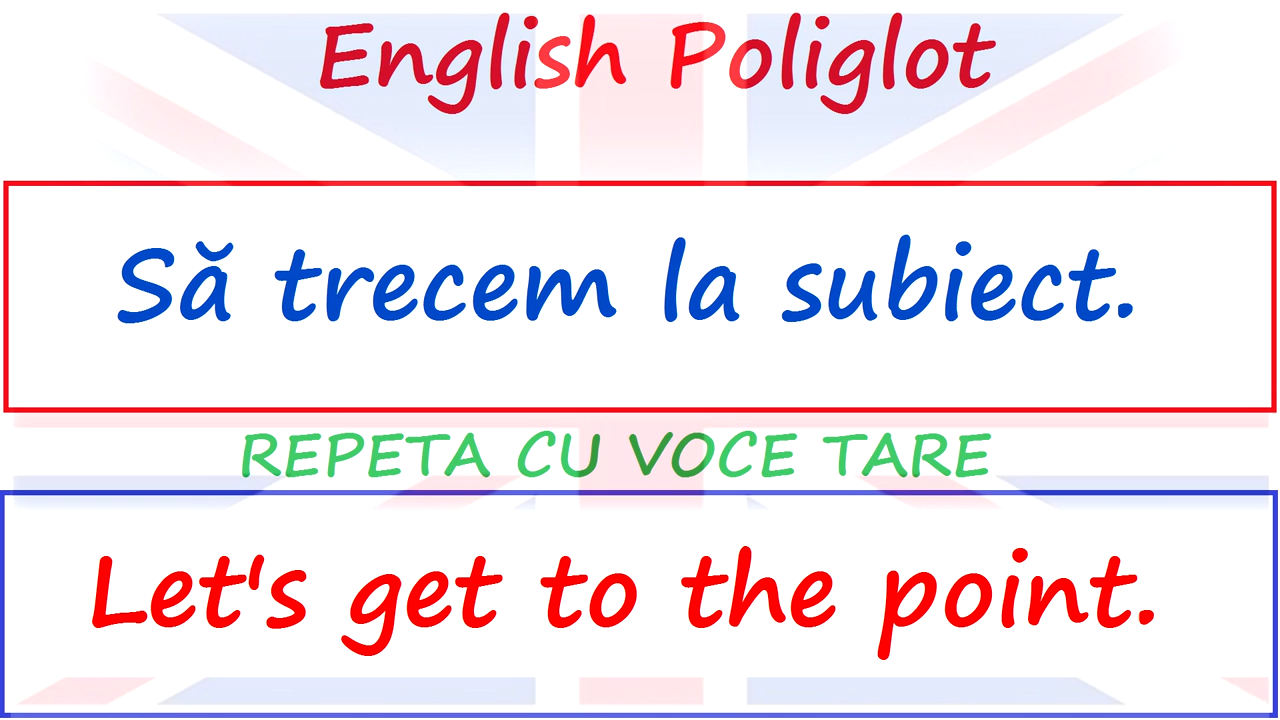 English Poliglot
Să trecem la subiect.
REPETA CU VOCE TARE
Let's get to the point.